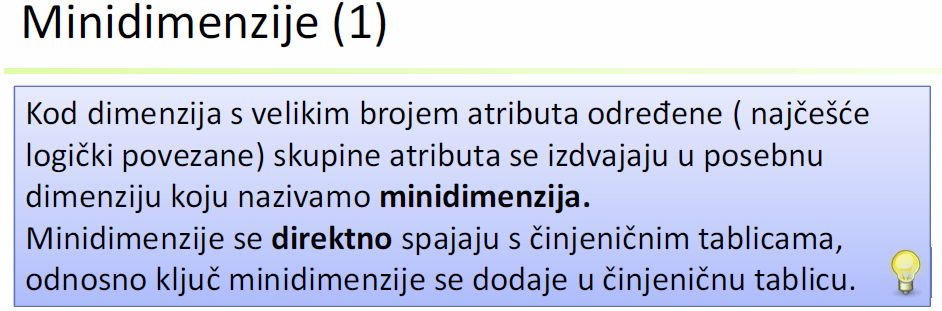 Minidimenzije (1)
Kod dimenzija s velikim brojem atributa određene ( najčešće
logički povezane) skupine atributa se izdvajaju u posebnu
dimenziju koju nazivamo minidimenzija.
Minidimenzije se direktno spajaju s činjeničnim tablicama,
odnosno ključ minidimenzije se dodaje u činjeničnu tablicu.